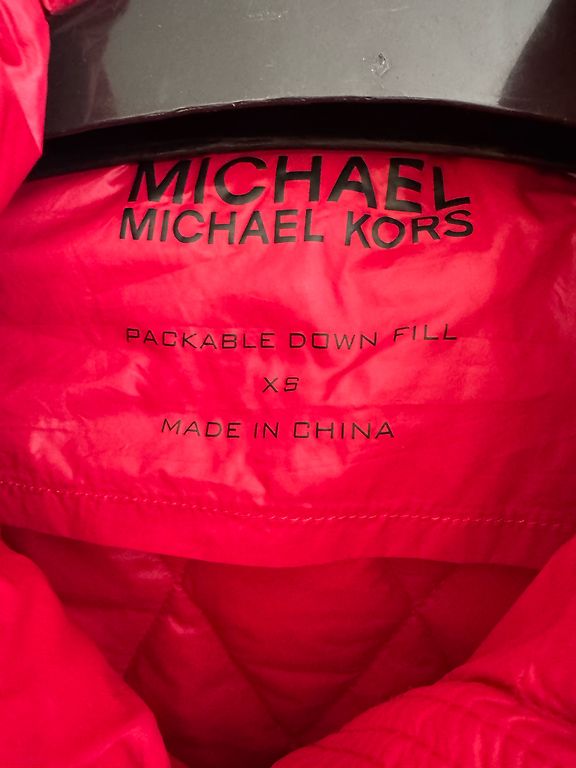 MICHAEL
MICHAEL KORS
PACKABLE DOWN FILL
XS
MADE IN CHINA